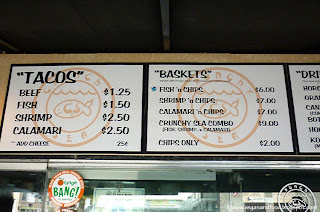 "TACOS"
BEEF $1.25
FISH $1.50
SHRIMP $2.50
CALAMARI $2.50
ADD CHEESE 25¢
"BASKETS"
FISH 'n CHIPS $6.00
SHRIMP 'n CHIPS $7.00
CALAMARI 'n CHIPS $7.00
CRUNCHY SEA COMBO $9.00
(FISH, SHRIMP, & CALAMARI)
CHIPS ONLY $2.00
BANG!